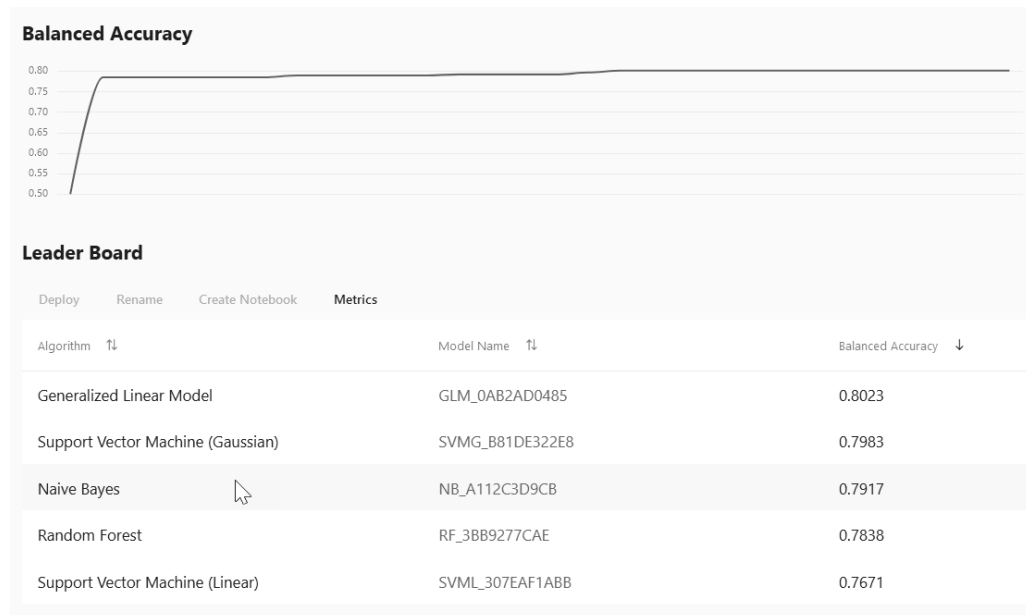 Balanced Accuracy
0.80
0.75
0.70
0.65
0.60
0.55
0.50
Leader Board
Deploy Rename Create Notebook Metrics
Algorithm Model Name Balanced Accuracy
Generalized Linear Model GLM_0AB2AD0485 0.8023
Support Vector Machine (Gaussian) SVMG_B81DE322E8 0.7983
Naive Bayes NB_A112C3D9CB 0.7917
Random Forest RF_3BB9277CAE 0.7838
Support Vector Machine (Linear) SVML_307EAF1ABB 0.7671